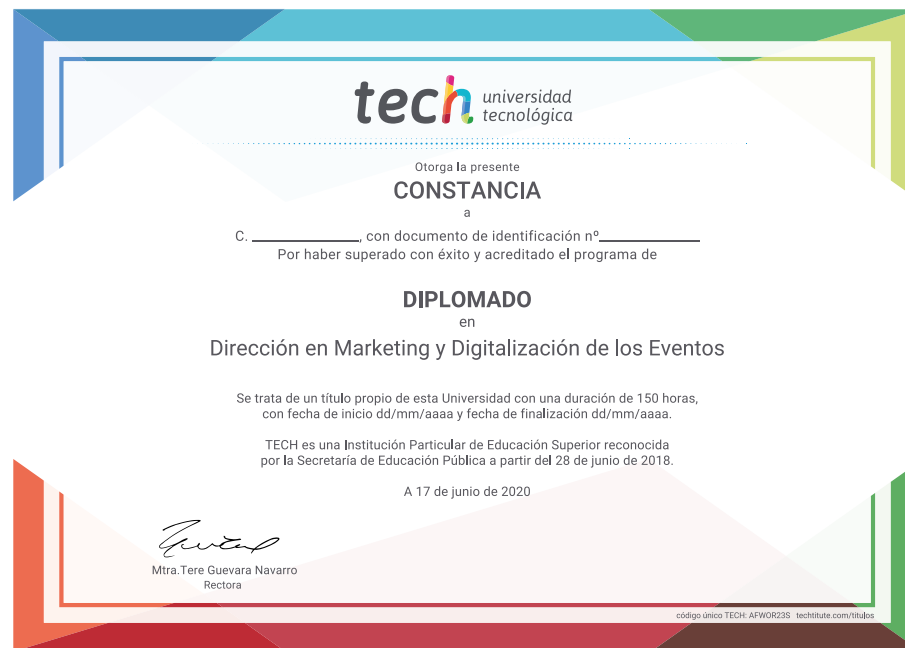 tech universidad
tecnológica
Otorga la presente
CONSTANCIA
a
C. ______________, con documento de identificación nº______________
Por haber superado con éxito y acreditado el programa de
DIPLOMADO
en
Dirección en Marketing y Digitalización de los Eventos
Se trata de un título propio de esta Universidad con una duración de 150 horas,
con fecha de inicio dd/mm/aaaa y fecha de finalización dd/mm/aaaa.
TECH es una Institución Particular de Educación Superior reconocida
por la Secretaría de Educación Pública a partir del 28 de junio de 2018.
A 17 de junio de 2020
Mtra.Tere Guevara Navarro
Rectora
código único TECH: AFWOR23S techtitute.com/titulos